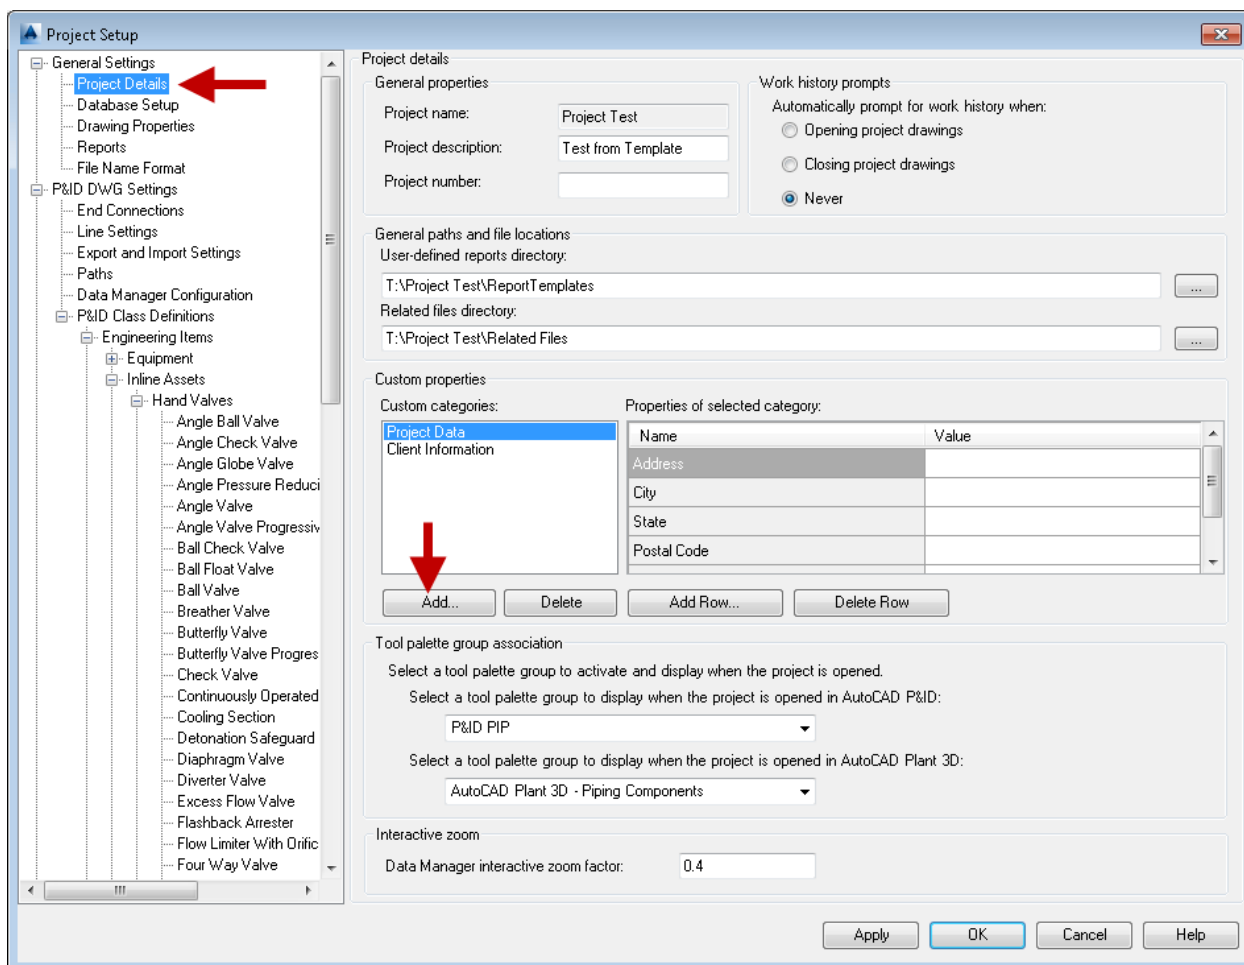 Project Setup
General Settings
Project Details
Database Setup
Drawing Properties
Reports
File Name Format
P&ID DWG Settings
End Connections
Line Settings
Export and Import Settings
Paths
Data Manager Configuration
P&ID Class Definitions
Engineering Items
Equipment
Inline Assets
Hand Valves
Angle Ball Valve
Angle Check Valve
Angle Globe Valve
Angle Pressure Reduci
Angle Valve
Angle Valve Progressiv
Ball Check Valve
Ball Float Valve
Ball Valve
Breather Valve
Butterfly Valve
Butterfly Valve Progres
Check Valve
Continuously Operated
Cooling Section
Detonation Safeguard
Diaphragm Valve
Diverter Valve
Excess Flow Valve
Flashback Arrester
Flow Limiter With Orific
Four Way Valve
Project details
General properties
Project name: Project Test
Project description: Test from Template
Project number:
Work history prompts
Automatically prompt for work history when:
Opening project drawings
Closing project drawings
Never
General paths and file locations
User-defined reports directory:
T:\Project Test\ReportTemplates
...
Related files directory:
T:\Project Test\Related Files
...
Custom properties
Custom categories:
Project Data
Client Information
Properties of selected category:
Name Value
Address
City
State
Postal Code
Add... Delete Add Row... Delete Row
Tool palette group association
Select a tool palette group to activate and display when the project is opened.
Select a tool palette group to display when the project is opened in AutoCAD P&ID:
P&ID PIP
Select a tool palette group to display when the project is opened in AutoCAD Plant 3D:
AutoCAD Plant 3D - Piping Components
Interactive zoom
Data Manager interactive zoom factor: 0.4
Apply OK Cancel Help